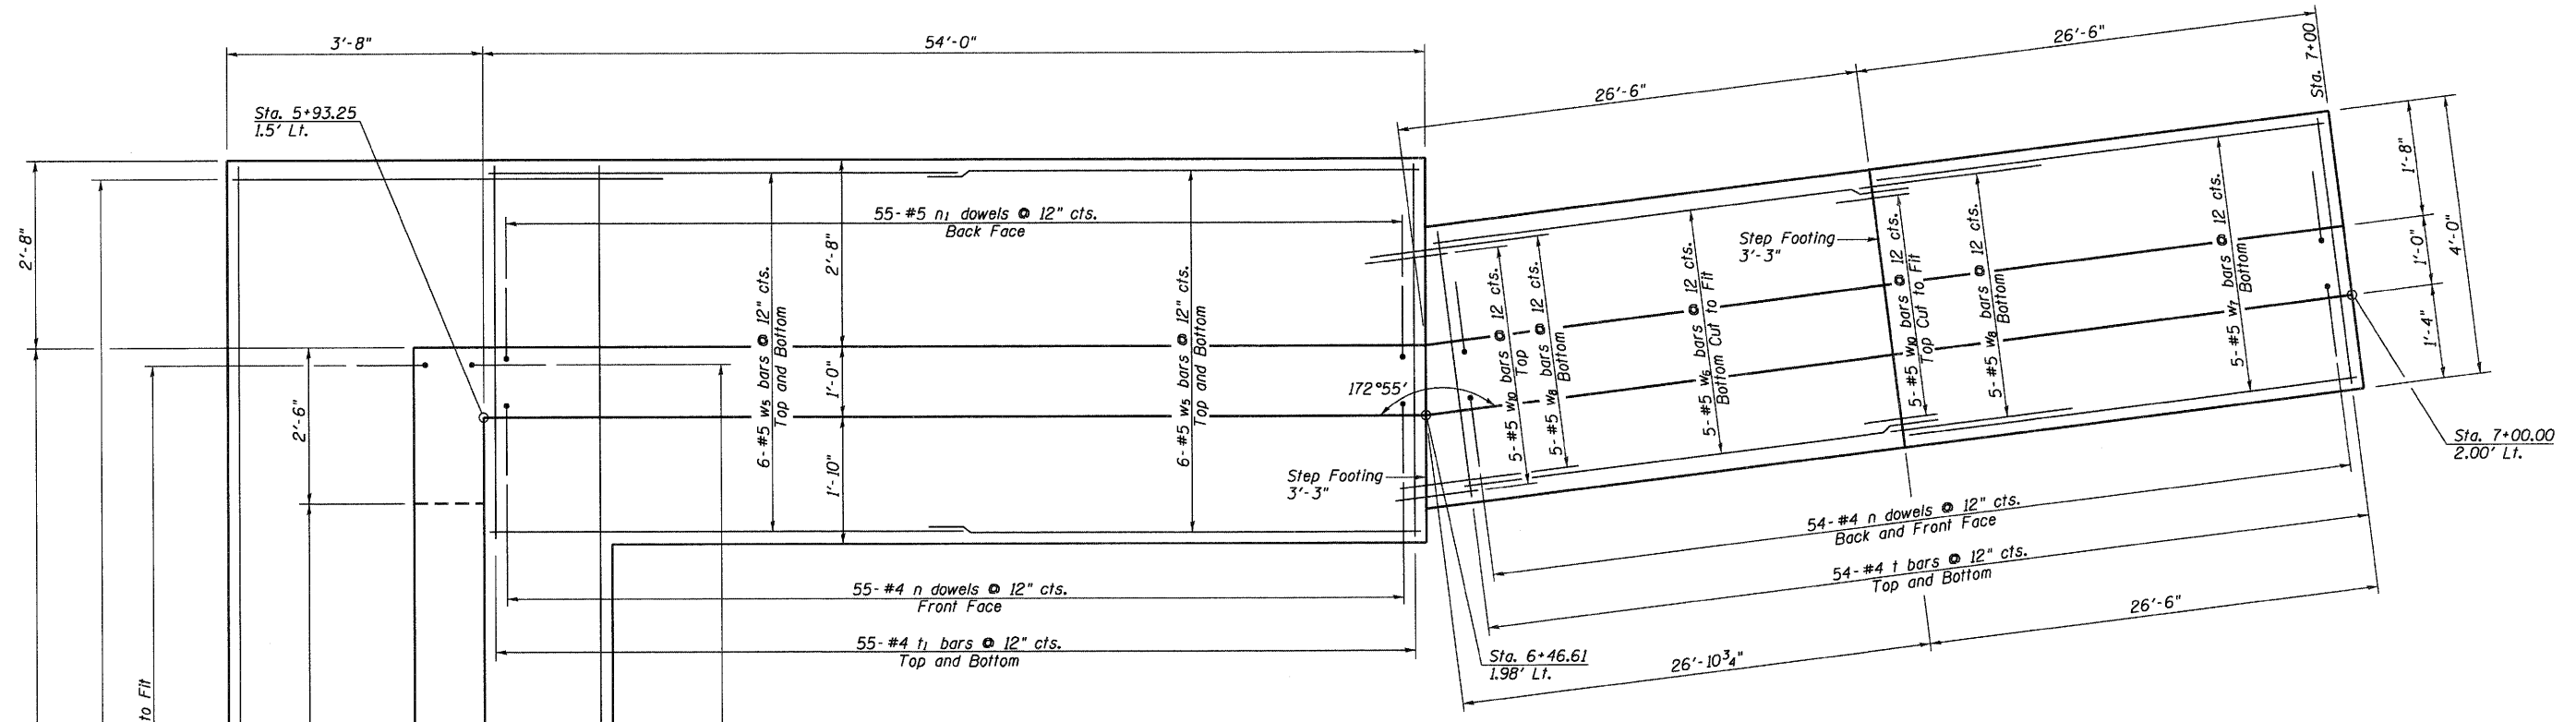 3'-8"
54'-0"
26'-6"
26'-6"
Sta. 7+00
Sta. 5+93.25
1.5' Lt.
2'-8"
2'-8"
55-#5 n₁ dowels @ 12" cts.
Back Face
6-#5 w₅ bars @ 12" cts.
Top and Bottom
6-#5 w₅ bars @ 12" cts.
Top and Bottom
1'-0"
1'-10"
2'-6"
172°55'
Step Footing
3'-3"
Step Footing
3'-3"
5-#5 w₁₀ bars @ 12 cts.
Top
5-#5 w₈ bars @ 12 cts.
Bottom
5-#5 w₆ bars @ 12 cts.
Bottom Cut to Fit
5-#5 w₁₀ bars @ 12 cts.
Top Cut to Fit
5-#5 w₈ bars @ 12 cts.
Bottom
5-#5 w₇ bars @ 12 cts.
Bottom
1'-8"
1'-0"
1'-4"
4'-0"
Sta. 7+00.00
2.00' Lt.
55-#4 n dowels @ 12" cts.
Front Face
55-#4 t₁ bars @ 12" cts.
Top and Bottom
54-#4 n dowels @ 12" cts.
Back and Front Face
54-#4 t bars @ 12" cts.
Top and Bottom
26'-6"
26'-10¾"
Sta. 6+46.61
1.98' Lt.
to Fit